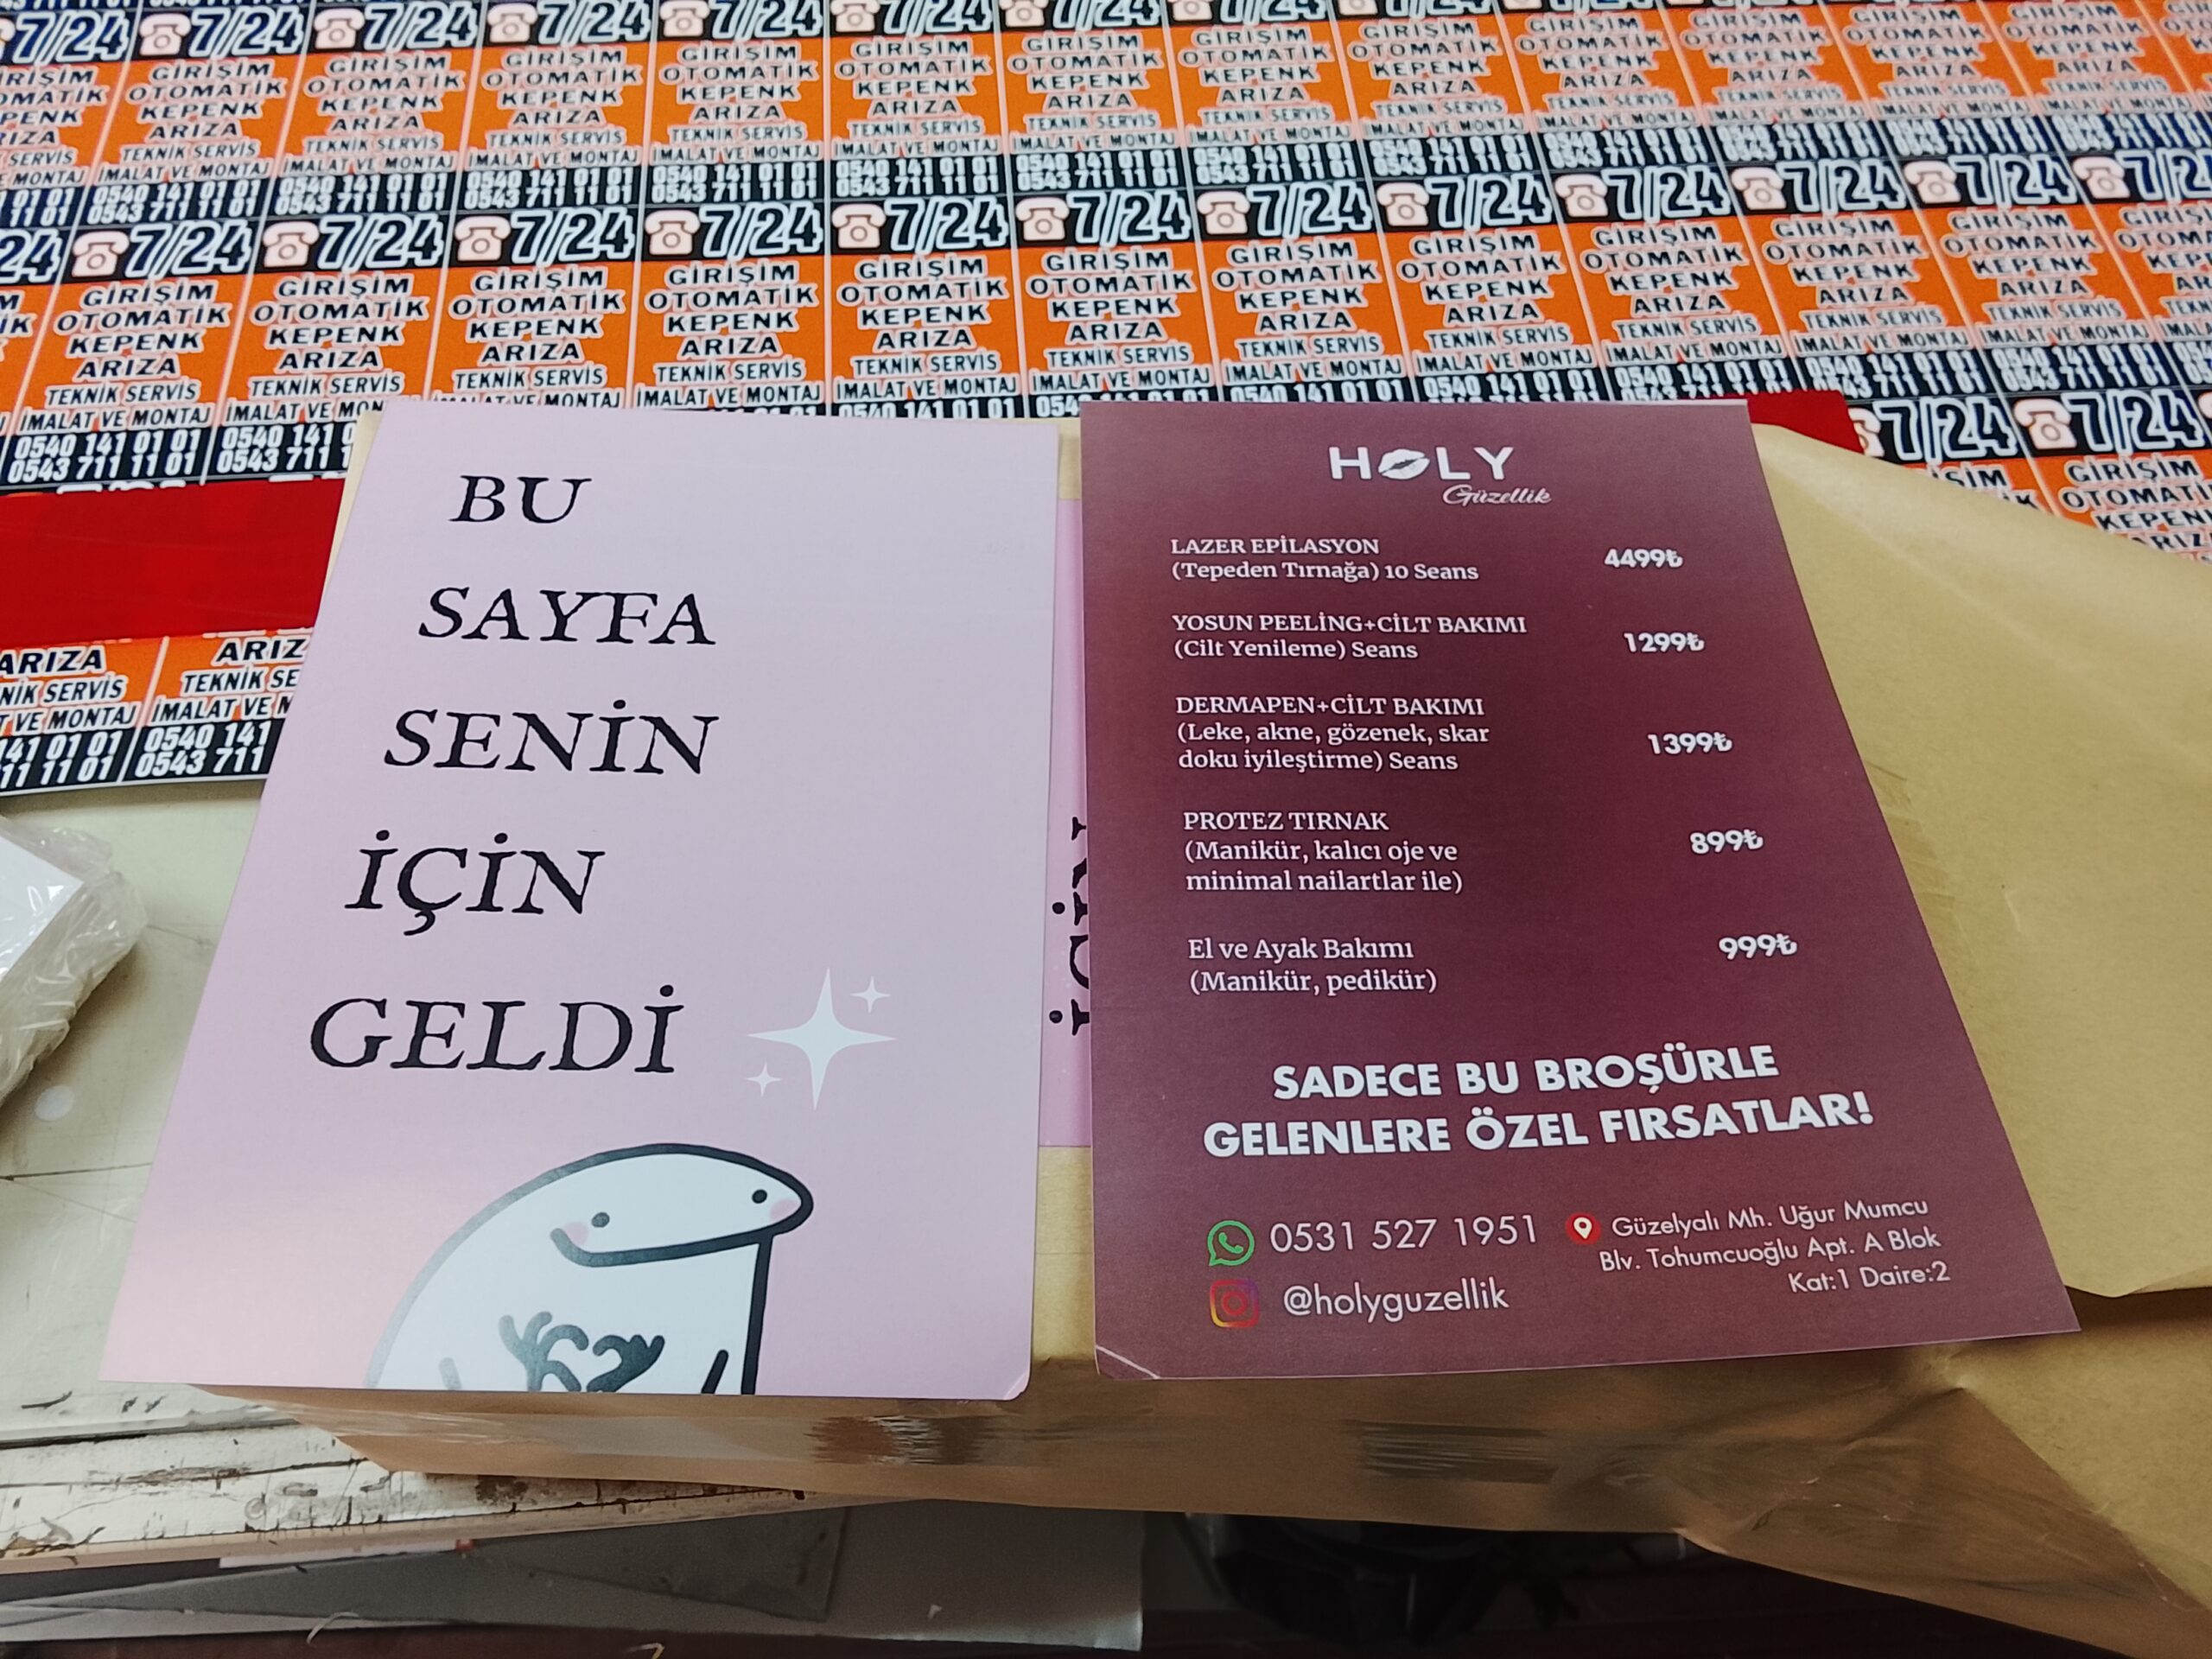 7/24
GİRİŞİM
OTOMATİK
KEPENK
ARIZA
TEKNİK SERVİS
İMALAT VE MONTAJ
0540 141 01 01
0543 711 11 01
BU
SAYFA
SENİN
İÇİN
GELDİ
HOLY
Güzellik
LAZER EPİLASYON
(Tepeden Tırnağa) 10 Seans
4499₺
YOSUN PEELİNG+CİLT BAKIMI
(Cilt Yenileme) Seans
1299₺
DERMAPEN+CİLT BAKIMI
(Leke, akne, gözenek, skar
doku iyileştirme) Seans
1399₺
PROTEZ TIRNAK
(Manikür, kalıcı oje ve
minimal nailartlar ile)
899₺
El ve Ayak Bakımı
(Manikür, pedikür)
999₺
SADECE BU BROŞÜRLE
GELENLERE ÖZEL FIRSATLAR!
0531 527 1951
@holyguzellik
Güzelyalı Mh. Uğur Mumcu
Blv. Tohumcuoğlu Apt. A Blok
Kat:1 Daire:2